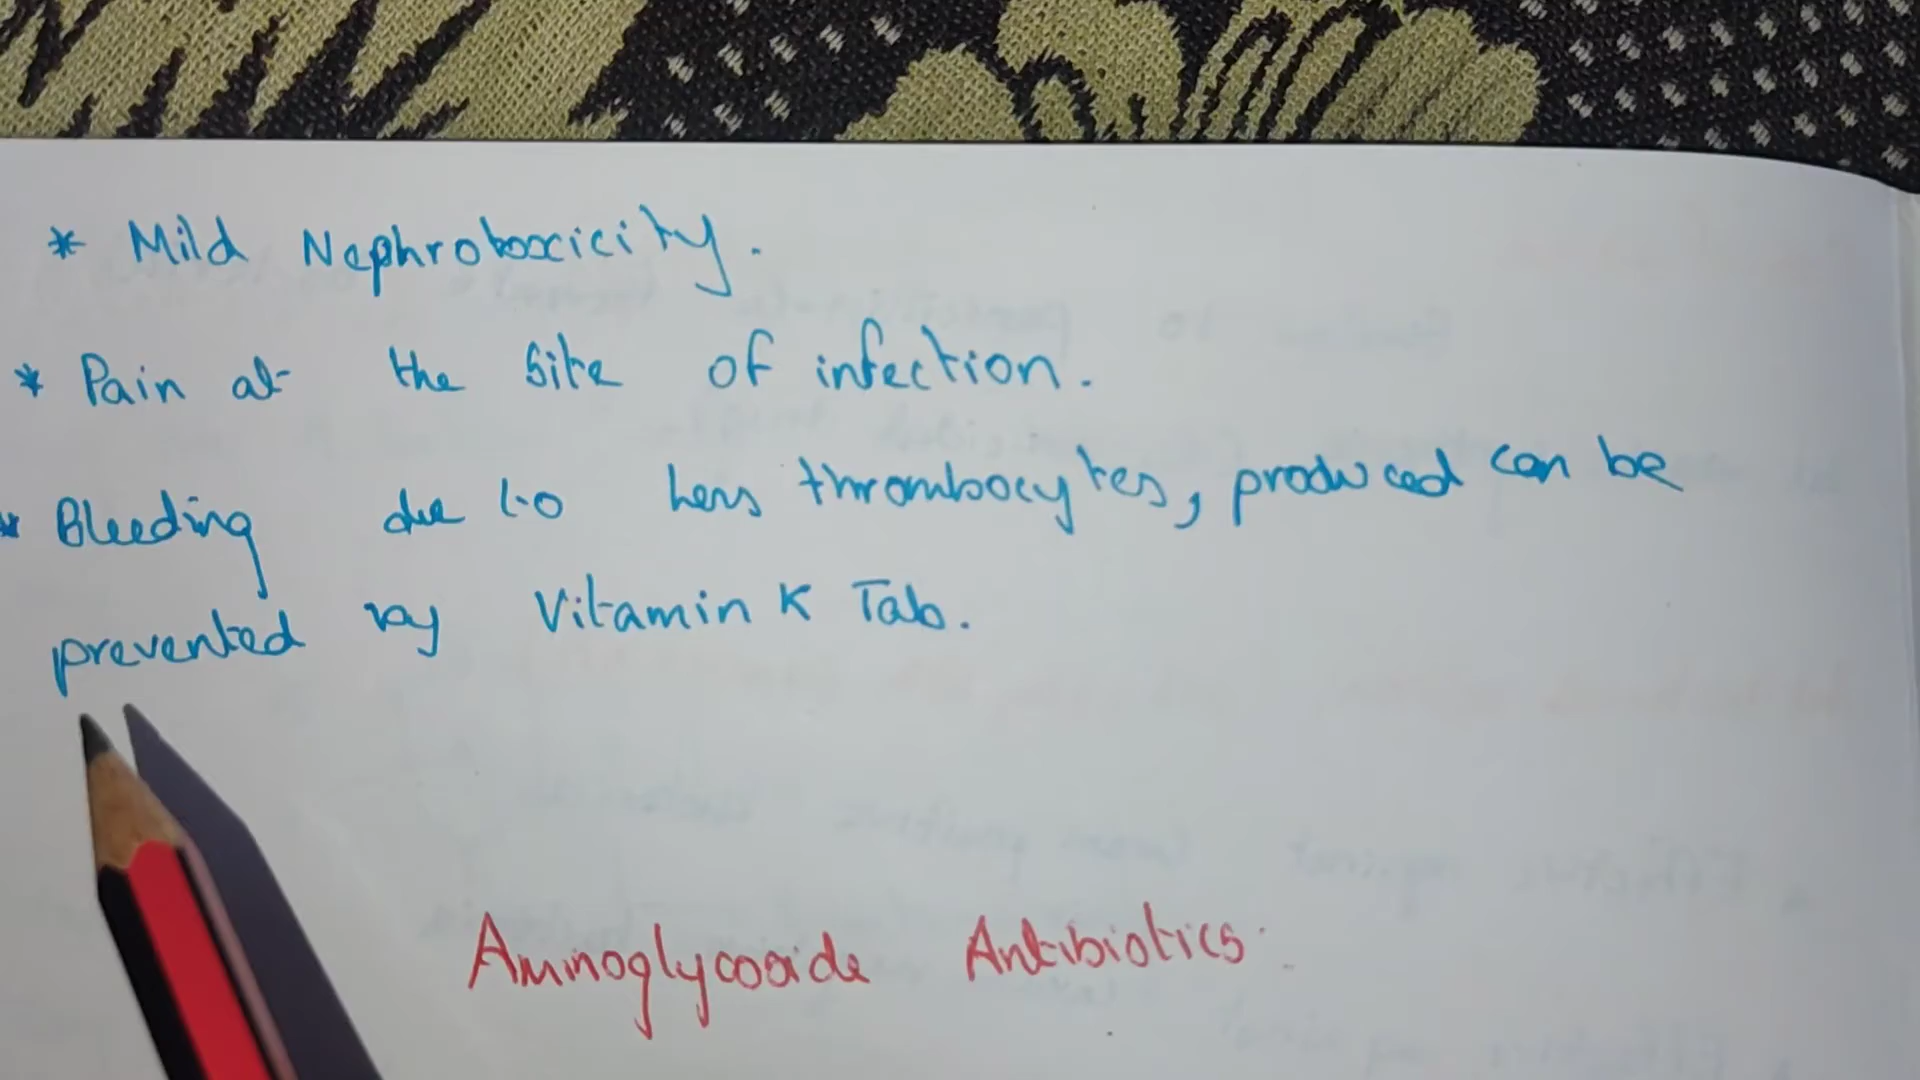 * Mild Nephrotoxicity.
* Pain at the site of infection.
* Bleeding due to less thrombocytes, produced can be
prevented by Vitamin K Tab.
Aminoglycoside Antibiotics: